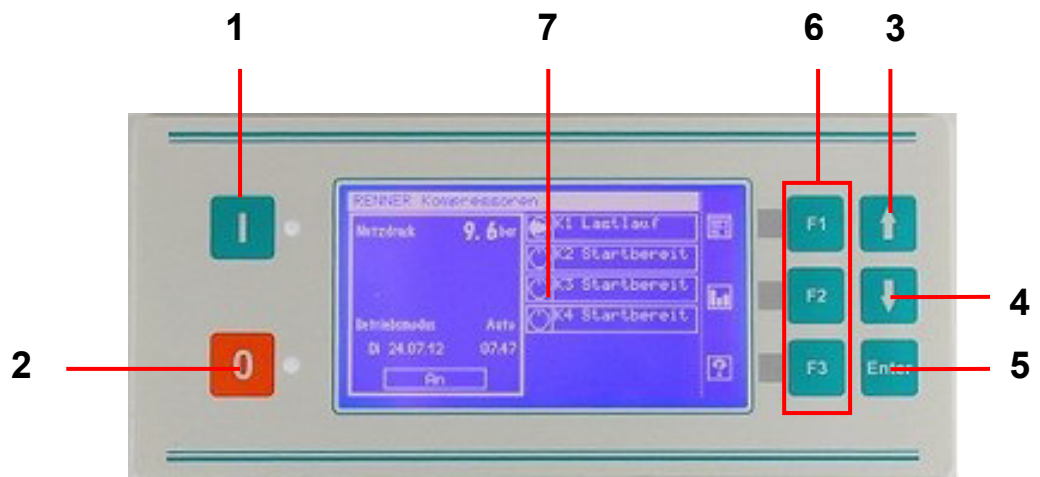 1 7 6 3
RENNER Kompressoren
Netzdruck 9.6 bar
K1 Lastlauf
K2 Startbereit
K3 Startbereit
K4 Startbereit
Betriebsmodus Auto
Di 24.07.12 07:47
An
I
0
F1
F2
F3
Enter
?
2
4
5